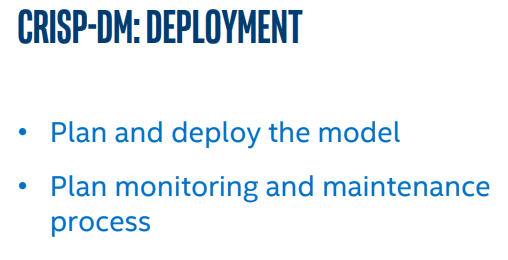 CRISP-DM: DEPLOYMENT
• Plan and deploy the model
• Plan monitoring and maintenance
process